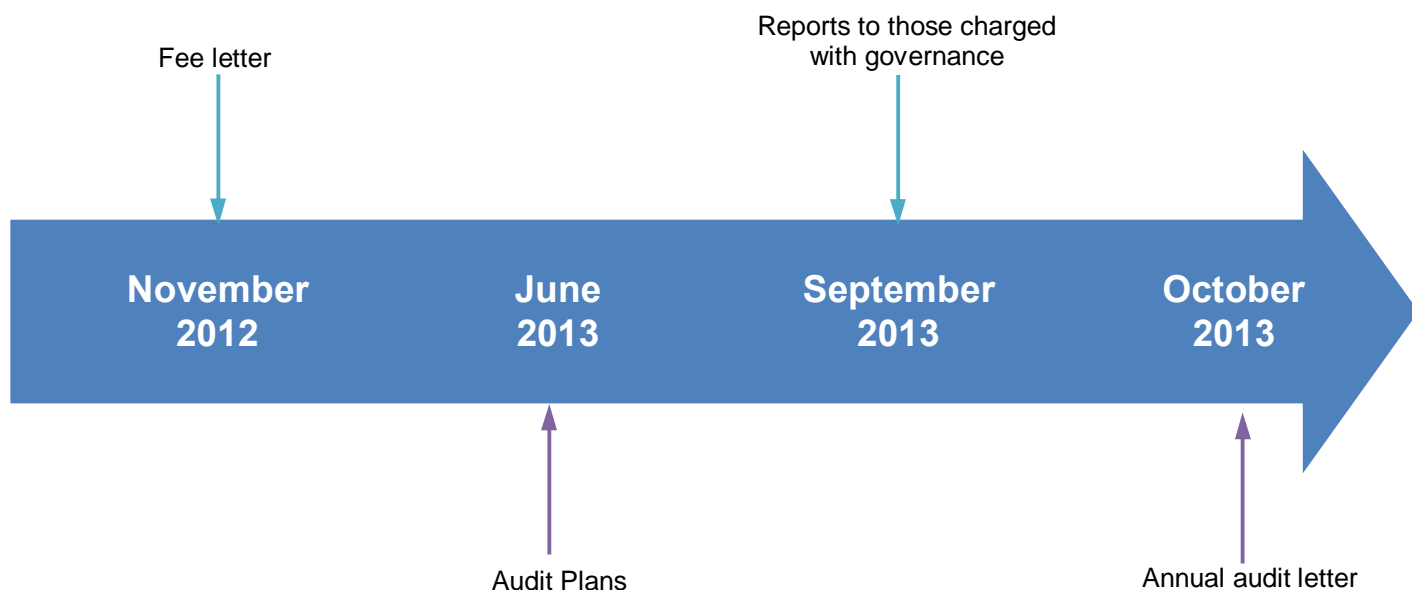 Reports to those charged
with governance
Fee letter
November
2012
June
2013
September
2013
October
2013
Audit Plans
Annual audit letter